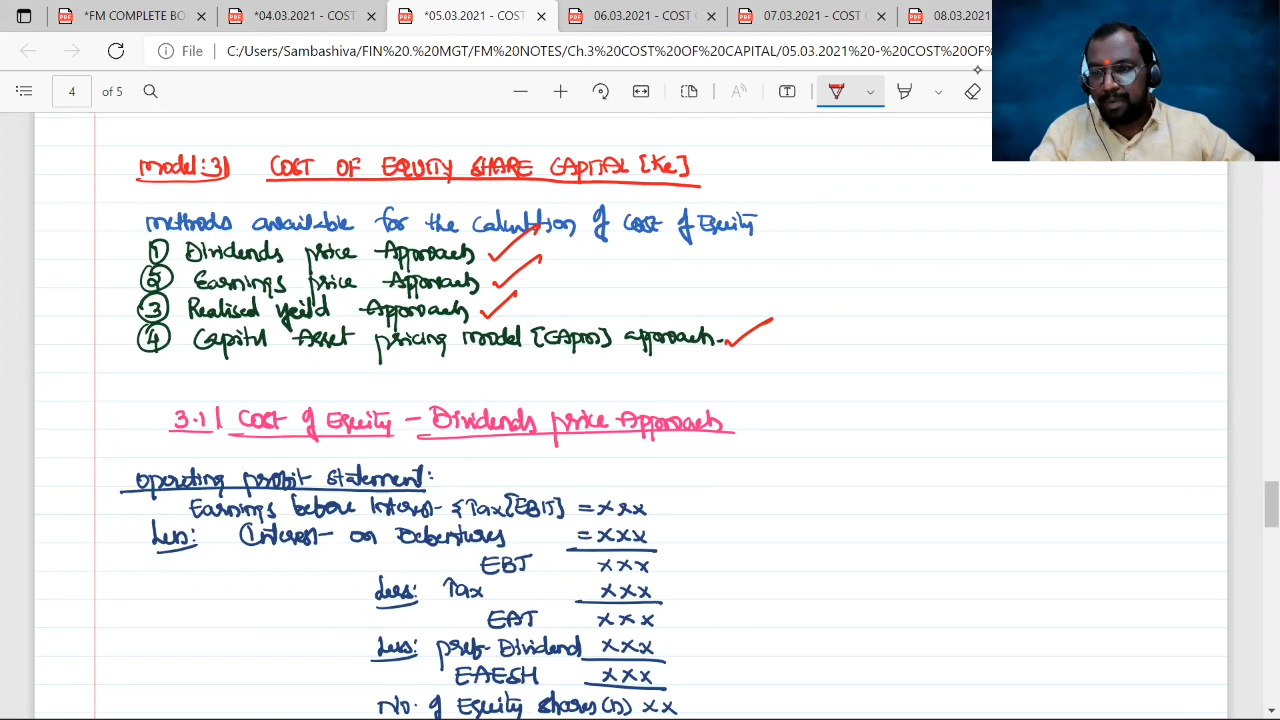 *FM COMPLETE BO
*04.03.2021 - COST
*05.03.2021 - COST
06.03.2021 - COST
07.03.2021 - COST
08.03.2021
File C:/Users/Sambashiva/FIN%20.%20MGT/FM%20NOTES/Ch.3%20COST%20OF%20CAPITAL/05.03.2021%20-%20COST%20OF%
4 of 5
Model:3) COST OF EQUITY SHARE CAPITAL [Ke]
Methods available for the Calculation of Cost of Equity
① Dividends price Approach
② Earnings price Approach
③ Realised yeild Approach
④ Capital Asset pricing Model [CAPM] approach.
3.1) Cost of Equity - Dividends price Approach
Operating profit statement:
Earnings before Interest & Tax [EBIT] = xxx
Less: (Interest on Debentures = xxx
EBT xxx
Less: Tax xxx
EAT xxx
Less: pref. Dividend xxx
EAESH xxx
No. of Equity shares (n) xx